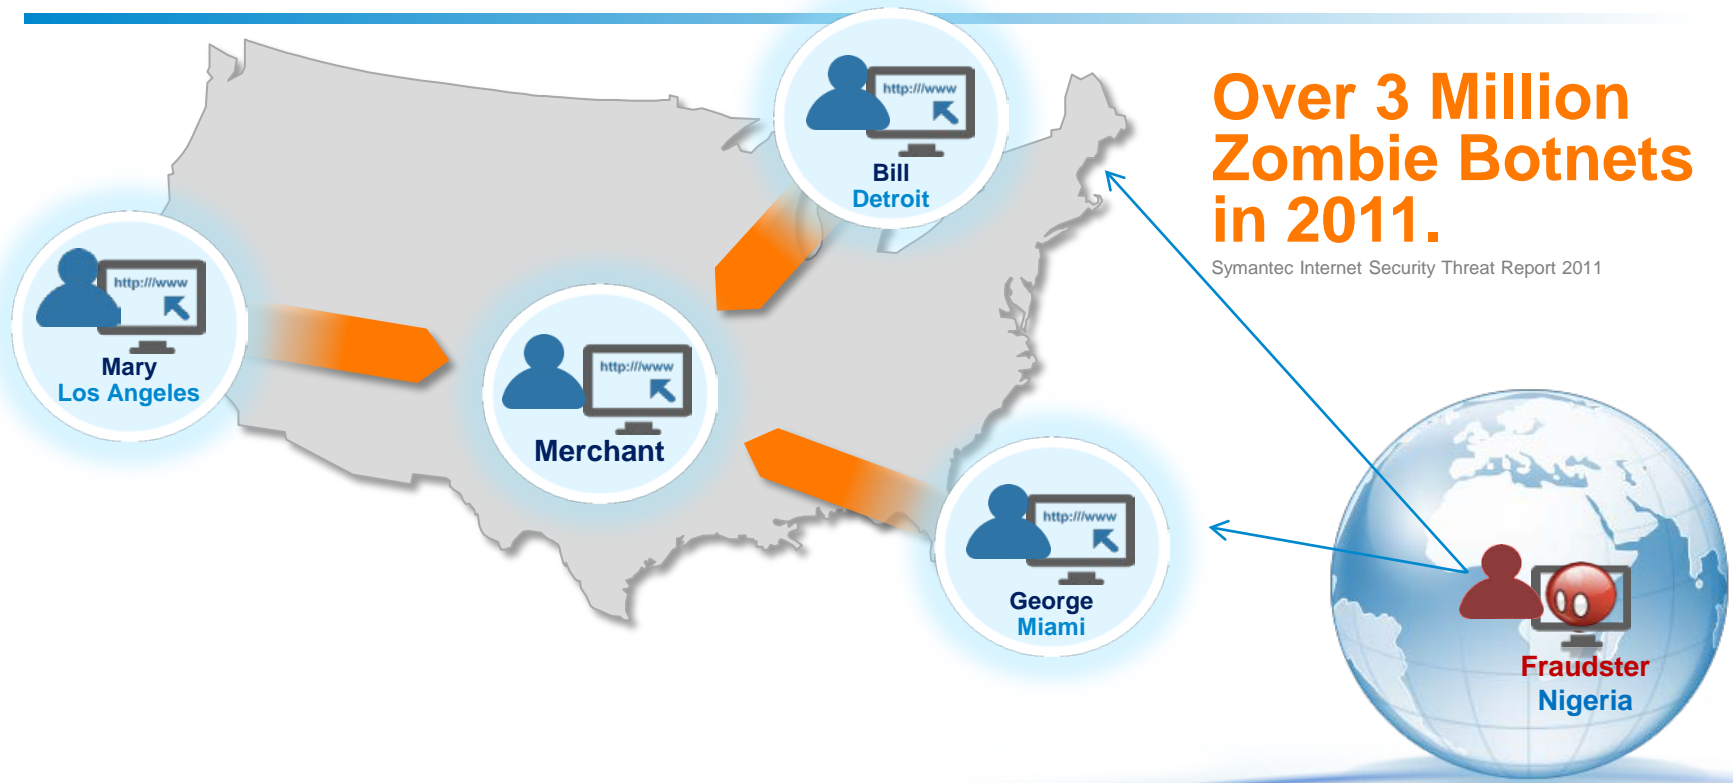 Over 3 Million
Zombie Botnets
in 2011.
Symantec Internet Security Threat Report 2011
http:///www
Bill
Detroit
http:///www
Mary
Los Angeles
http:///www
Merchant
http:///www
George
Miami
Fraudster
Nigeria